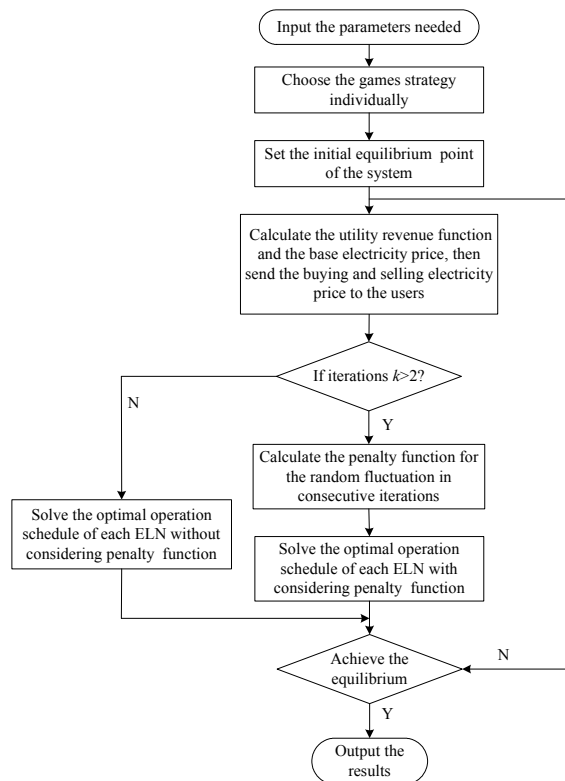 Input the parameters needed
Choose the games strategy
individually
Set the initial equilibrium point
of the system
Calculate the utility revenue function
and the base electricity price, then
send the buying and selling electricity
price to the users
If iterations k>2?
N
Y
Calculate the penalty function for
the random fluctuation in
consecutive iterations
Solve the optimal operation
schedule of each ELN without
considering penalty function
Solve the optimal operation
schedule of each ELN with
considering penalty function
Achieve the
equilibrium
N
Y
Output the
results